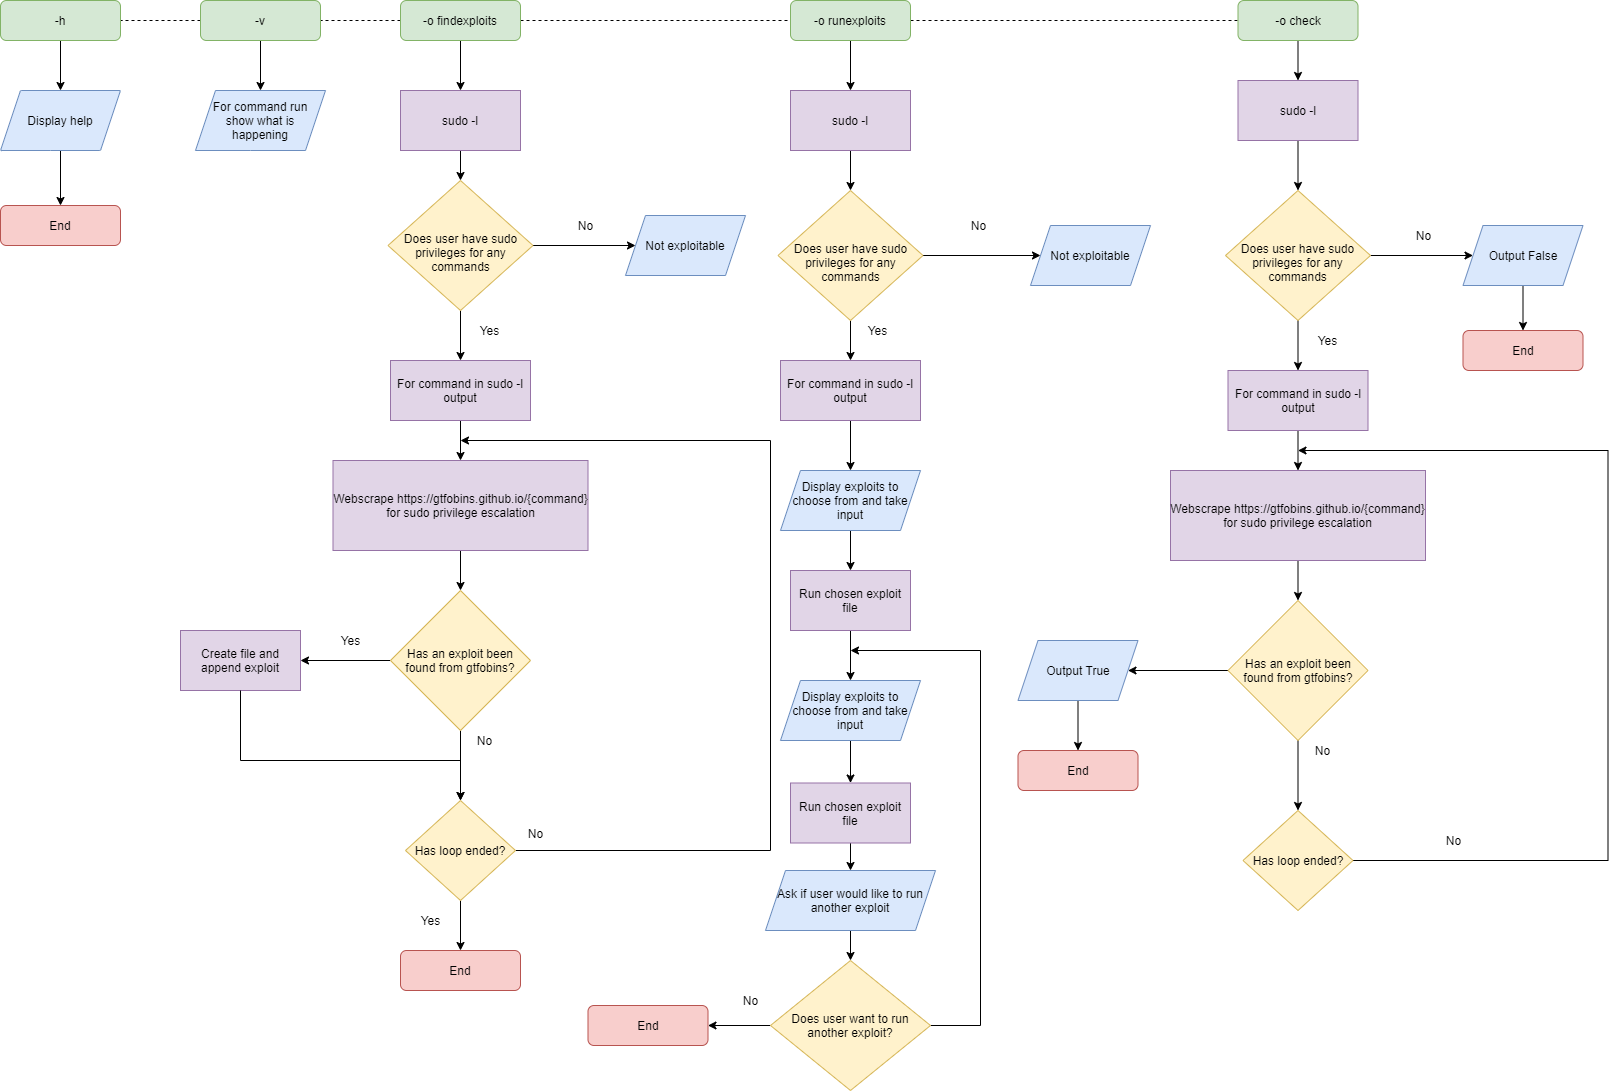 -h
-v
-o findexploits
-o runexploits
-o check
Display help
End
For command run
show what is
happening
sudo -l
Does user have sudo
privileges for any
commands
No
Not exploitable
Yes
For command in sudo -l
output
Webscrape https://gtfobins.github.io/{command}
for sudo privilege escalation
Has an exploit been
found from gtfobins?
Yes
Create file and
append exploit
No
Has loop ended?
No
Yes
End
sudo -l
Does user have sudo
privileges for any
commands
No
Not exploitable
Yes
For command in sudo -l
output
Display exploits to
choose from and take
input
Run chosen exploit
file
Display exploits to
choose from and take
input
Run chosen exploit
file
Ask if user would like to run
another exploit
Does user want to run
another exploit?
No
End
sudo -l
Does user have sudo
privileges for any
commands
No
Output False
End
Yes
For command in sudo -l
output
Webscrape https://gtfobins.github.io/{command}
for sudo privilege escalation
Has an exploit been
found from gtfobins?
Output True
End
No
Has loop ended?
No